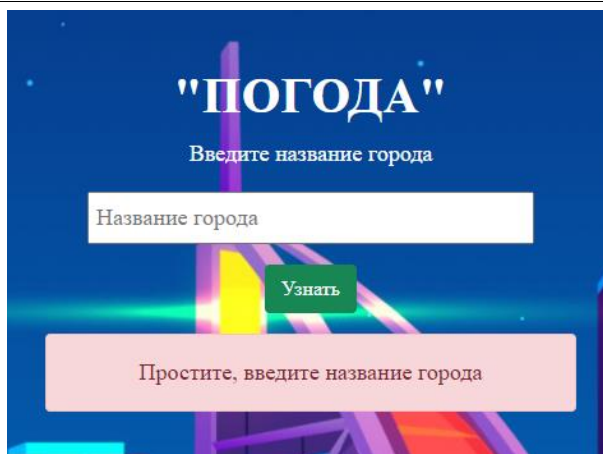 "ПОГОДА"
Введите название города
Название города
Узнать
Простите, введите название города